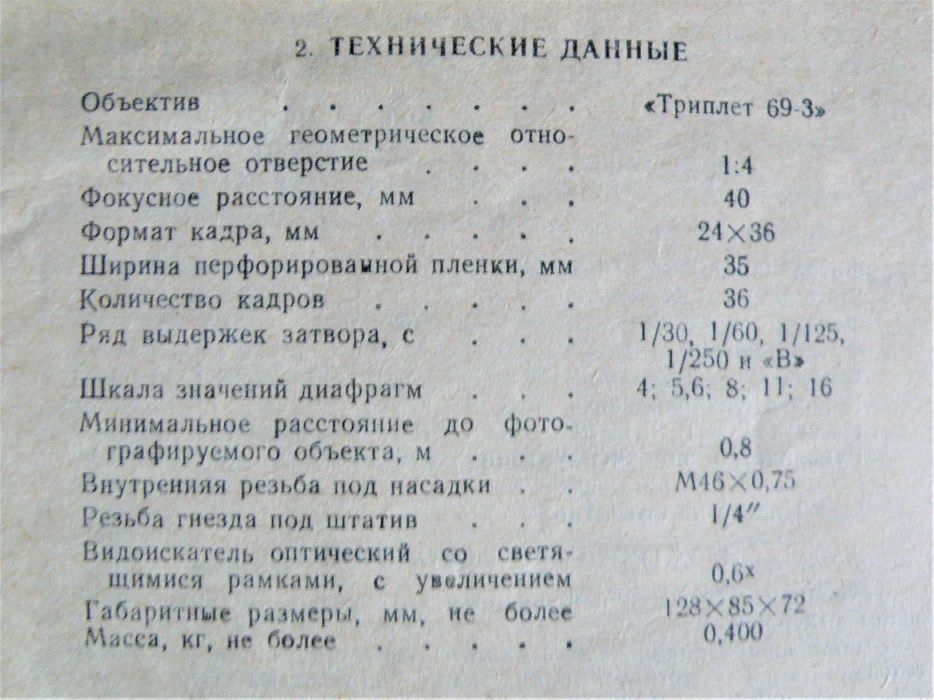 2. ТЕХНИЧЕСКИЕ ДАННЫЕ
Объектив . . . . . . . «Триплет 69-3»
Максимальное геометрическое отно-
сительное отверстие . . . . 1:4
Фокусное расстояние, мм . . . 40
Формат кадра, мм . . . . . 24×36
Ширина перфорированной пленки, мм 35
Количество кадров . . . . . 36
Ряд выдержек затвора, с . . . 1/30, 1/60, 1/125,
1/250 и «В»
Шкала значений диафрагм . . . 4; 5,6; 8; 11; 16
Минимальное расстояние до фото-
графируемого объекта, м . . . 0,8
Внутренняя резьба под насадки . . М46×0,75
Резьба гнезда под штатив . . . 1/4″
Видоискатель оптический со светя-
щимися рамками, с увеличением 0,6ˣ
Габаритные размеры, мм, не более 128×85×72
Масса, кг, не более . . . . . 0,400